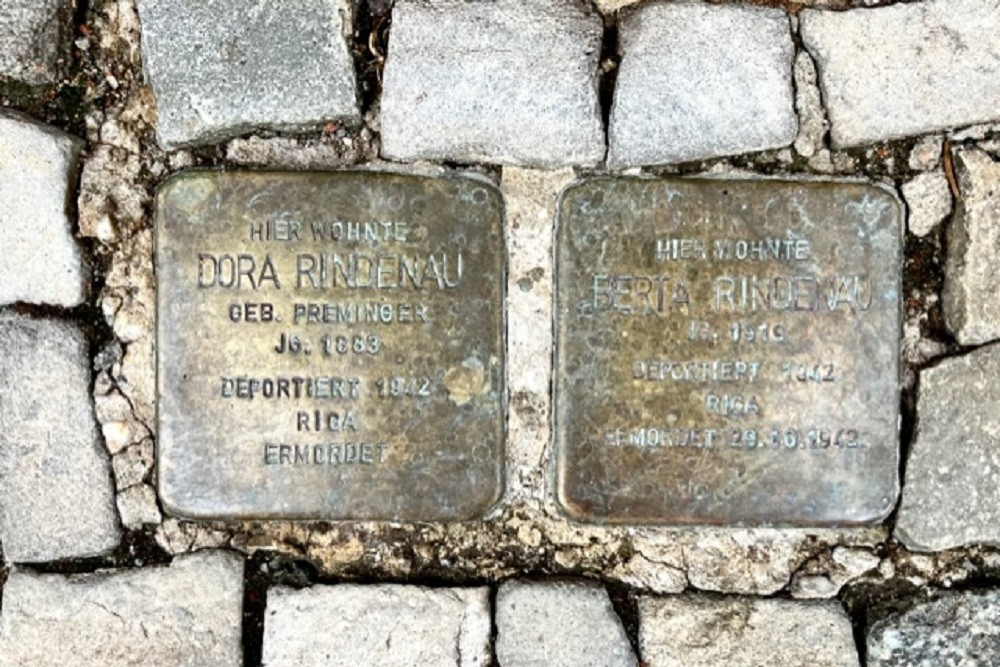 HIER WOHNTE
DORA RINDENAU
GEB. PREMINGER
JG. 1883
DEPORTIERT 1942
RIGA
ERMORDET
HIER WOHNTE
BERTA RINDENAU
JG. 1919
DEPORTIERT 1942
RIGA
ERMORDET 29.10.1942